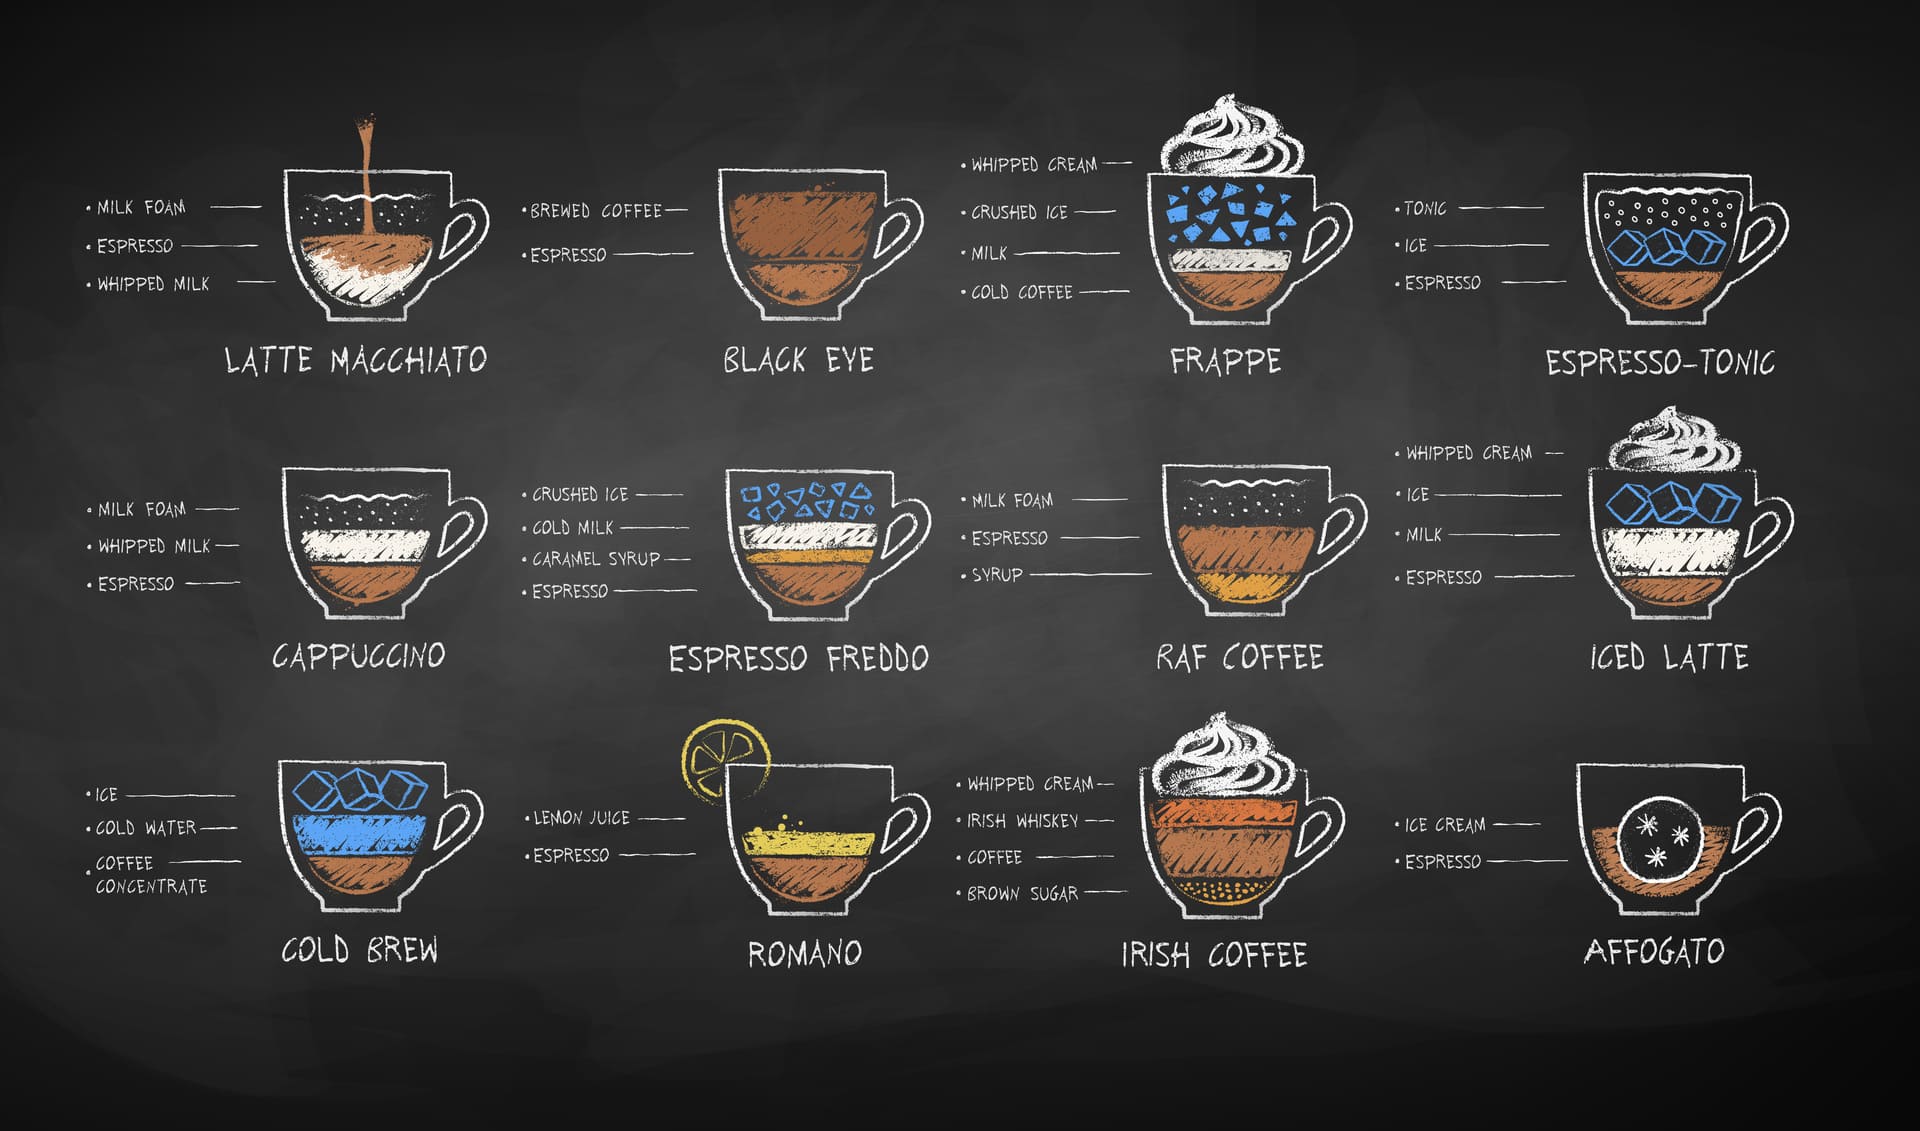 • MILK FOAM
• ESPRESSO
• WHIPPED MILK
LATTE MACCHIATO
• BREWED COFFEE
• ESPRESSO
BLACK EYE
• WHIPPED CREAM
• CRUSHED ICE
• MILK
• COLD COFFEE
FRAPPE
• TONIC
• ICE
• ESPRESSO
ESPRESSO-TONIC
• MILK FOAM
• WHIPPED MILK
• ESPRESSO
CAPPUCCINO
• CRUSHED ICE
• COLD MILK
• CARAMEL SYRUP
• ESPRESSO
ESPRESSO FREDDO
• MILK FOAM
• ESPRESSO
• SYRUP
RAF COFFEE
• WHIPPED CREAM
• ICE
• MILK
• ESPRESSO
ICED LATTE
• ICE
• COLD WATER
• COFFEE
CONCENTRATE
COLD BREW
• LEMON JUICE
• ESPRESSO
ROMANO
• WHIPPED CREAM
• IRISH WHISKEY
• COFFEE
• BROWN SUGAR
IRISH COFFEE
• ICE CREAM
• ESPRESSO
AFFOGATO